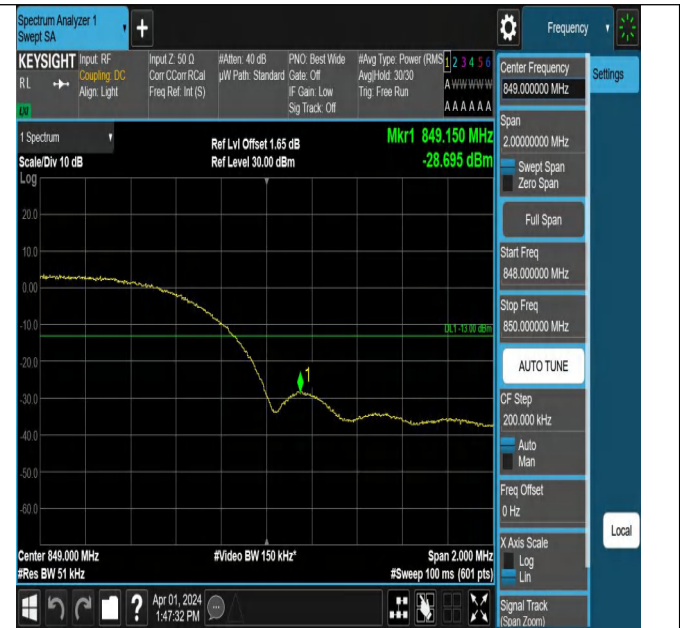 Spectrum Analyzer 1
Swept SA
+
Frequency
KEYSIGHT
RL
LXI
Input: RF
Coupling: DC
Align: Light
Input Z: 50 Ω
Corr CCorr RCal
Freq Ref: Int (S)
#Atten: 40 dB
µW Path: Standard
PNO: Best Wide
Gate: Off
IF Gain: Low
Sig Track: Off
#Avg Type: Power (RMS
Avg|Hold: 30/30
Trig: Free Run
1 2 3 4 5 6
A W W W W W
A A A A A A
1 Spectrum
Scale/Div 10 dB
Log
Ref Lvl Offset 1.65 dB
Ref Level 30.00 dBm
Mkr1 849.150 MHz
-28.695 dBm
20.0
10.0
0.00
-10.0
-20.0
-30.0
-40.0
-50.0
-60.0
DL1 -13.00 dBm
1
Center 849.000 MHz
#Res BW 51 kHz
#Video BW 150 kHz*
Span 2.000 MHz
#Sweep 100 ms (601 pts)
Apr 01, 2024
1:47:32 PM
?
Center Frequency
849.000000 MHz
Settings
Span
2.00000000 MHz
Swept Span
Zero Span
Full Span
Start Freq
848.000000 MHz
Stop Freq
850.000000 MHz
AUTO TUNE
CF Step
200.000 kHz
Auto
Man
Freq Offset
0 Hz
X Axis Scale
Log
Lin
Local
Signal Track
(Span Zoom)